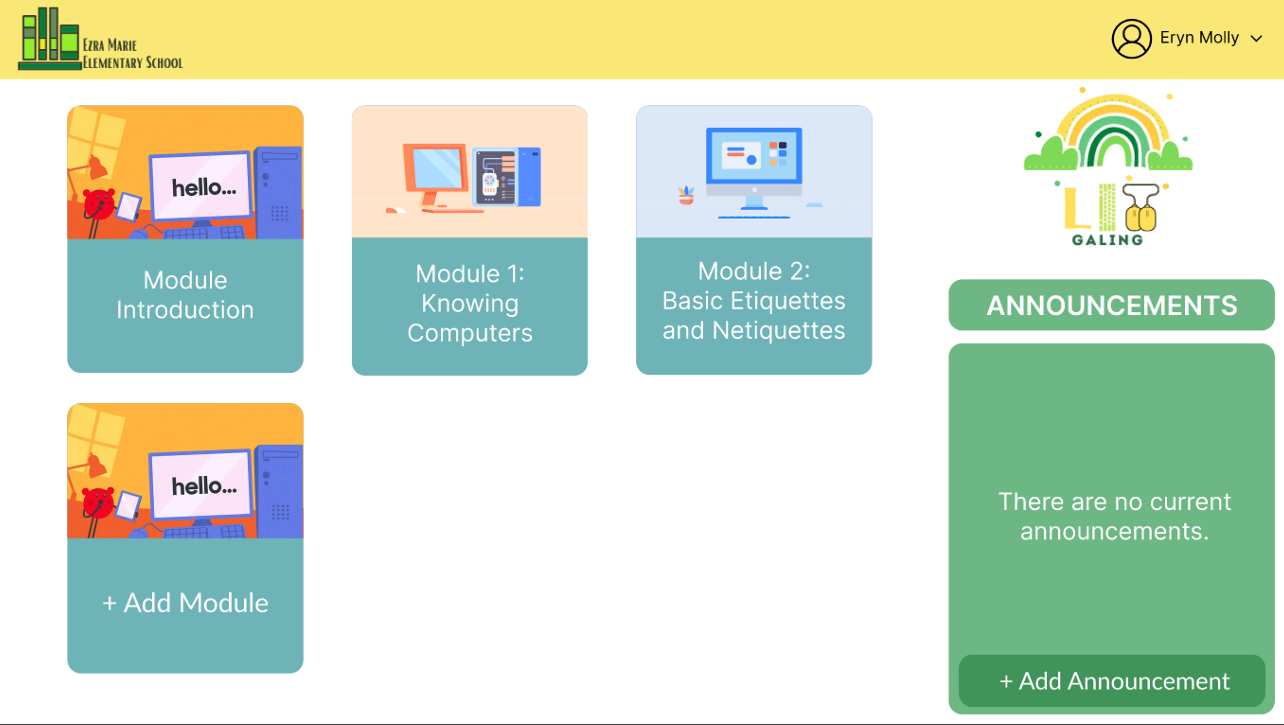 Ezra Marie
Elementary School
Eryn Molly
hello...
Module
Introduction
Module 1:
Knowing
Computers
Module 2:
Basic Etiquettes
and Netiquettes
hello...
+ Add Module
LIT
GALING
ANNOUNCEMENTS
There are no current
announcements.
+ Add Announcement